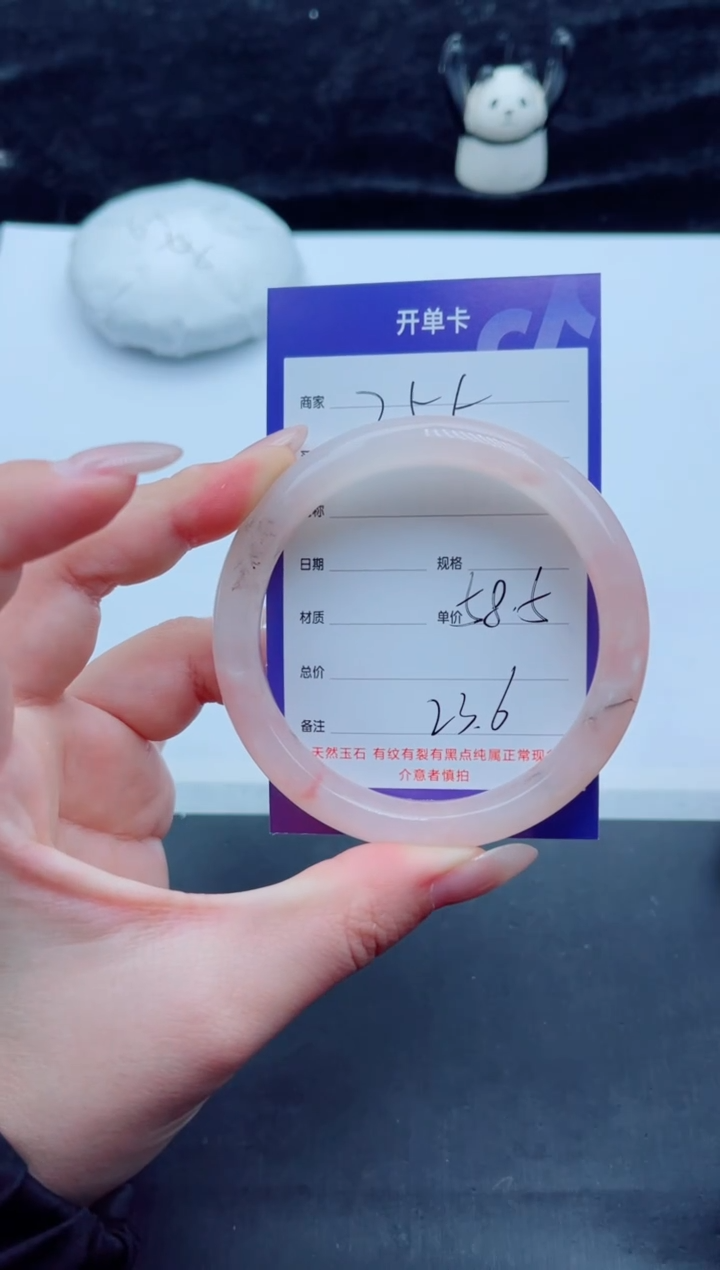 开单卡
商家
称
日期 规格
材质 单价 58.5
总价
备注 23.6
天然玉石 有纹有裂有黑点纯属正常现
介意者慎拍